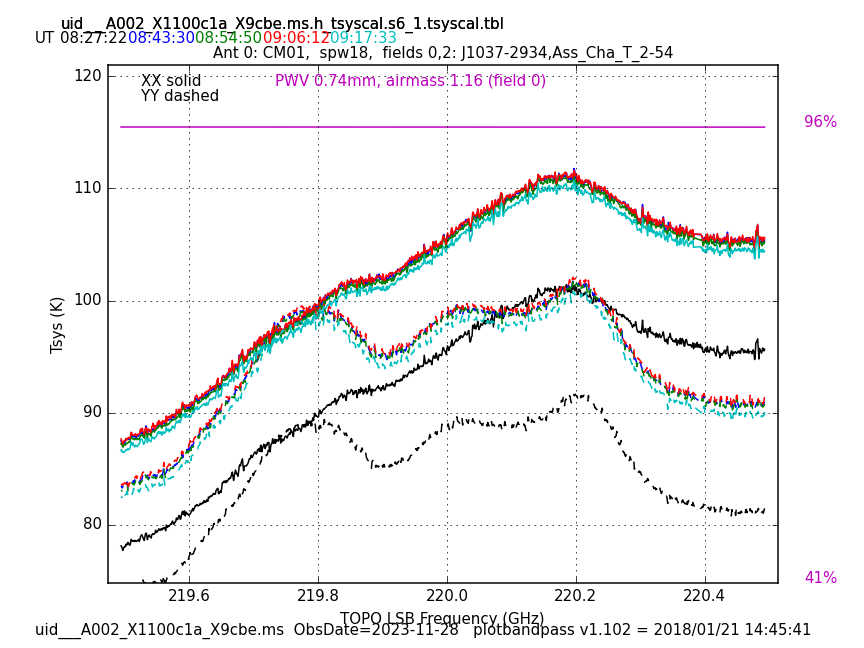 uid___A002_X1100c1a_X9cbe.ms.h_tsyscal.s6_1.tsyscal.tbl
UT 08:27:22 08:43:30 08:54:50 09:06:12 09:17:33
Ant 0: CM01,  spw18,  fields 0,2: J1037-2934,Ass_Cha_T_2-54
XX solid
YY dashed
PWV 0.74mm, airmass 1.16 (field 0)
120
110
100
90
80
Tsys (K)
96%
41%
219.6 219.8 220.0 220.2 220.4
TOPO LSB Frequency (GHz)
uid___A002_X1100c1a_X9cbe.ms  ObsDate=2023-11-28   plotbandpass v1.102 = 2018/01/21 14:45:41